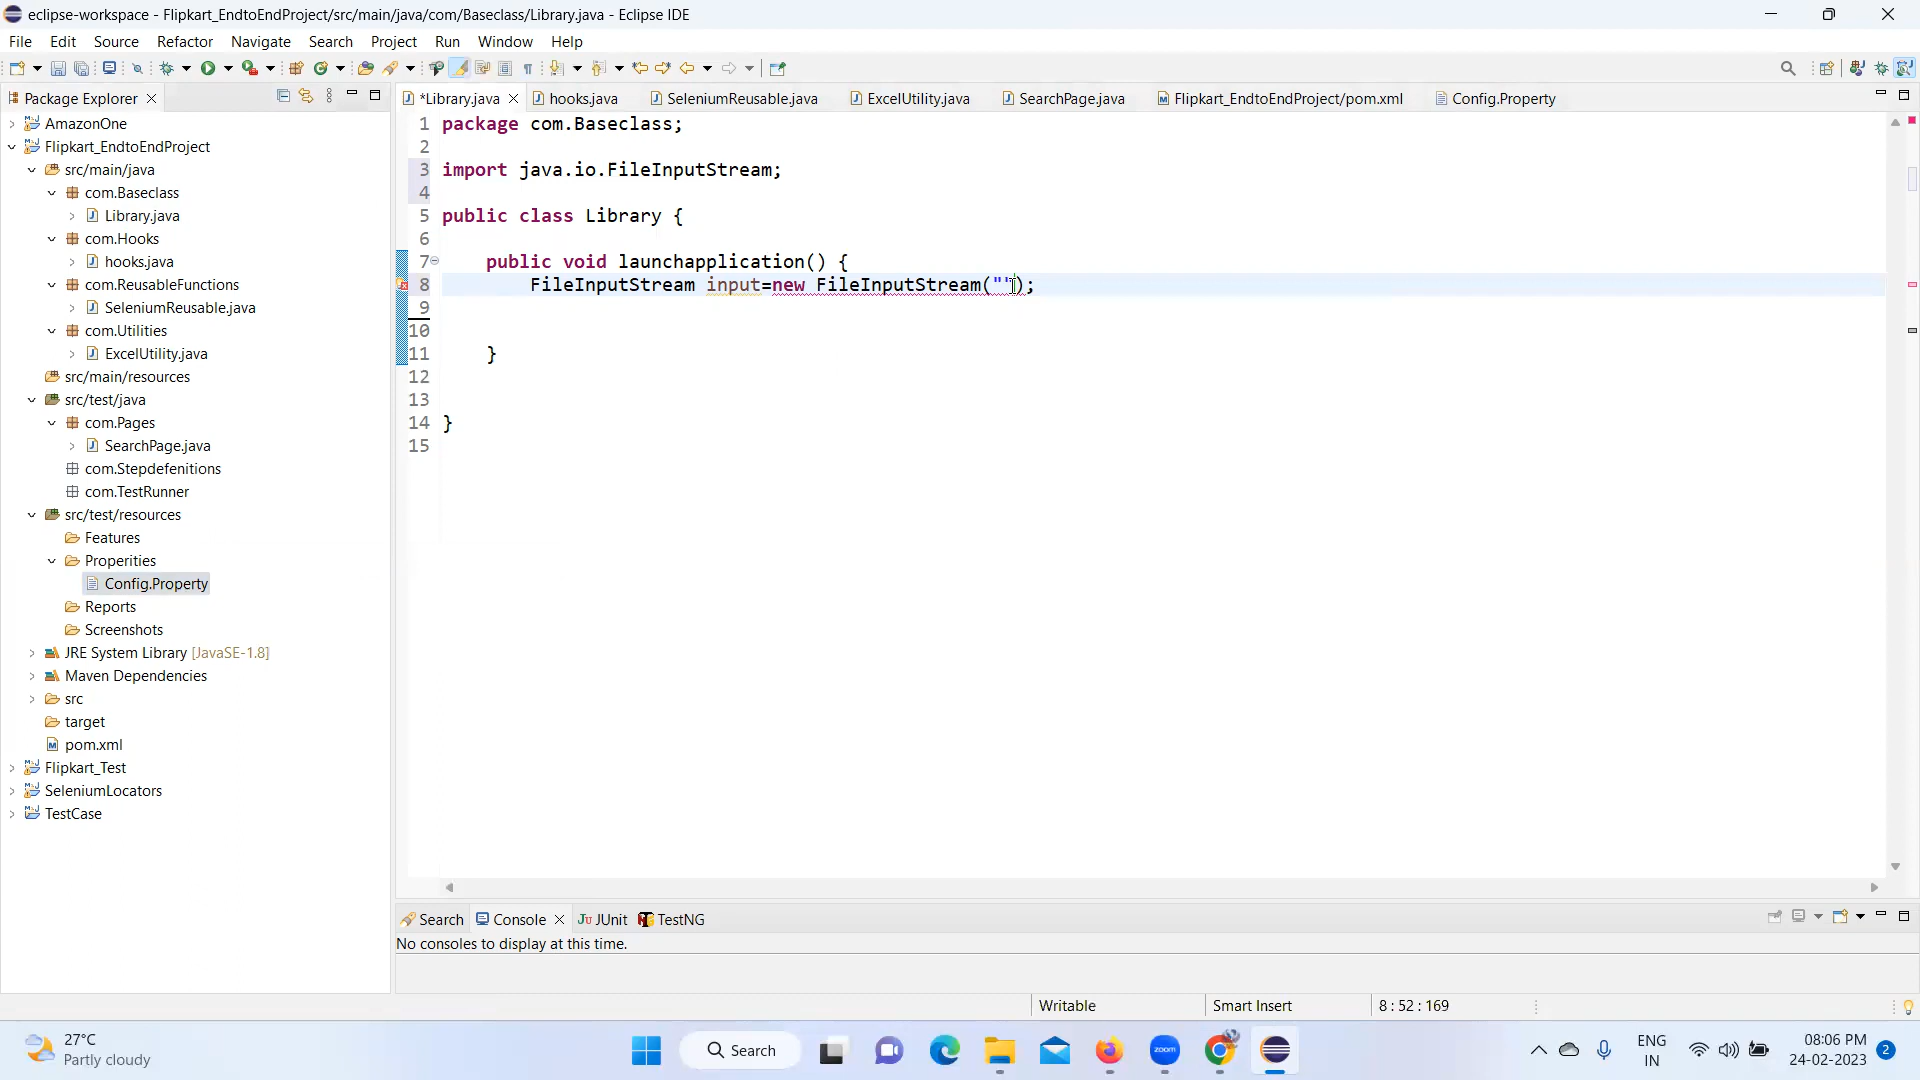 eclipse-workspace - Flipkart_EndtoEndProject/src/main/java/com/Baseclass/Library.java - Eclipse IDE
File Edit Source Refactor Navigate Search Project Run Window Help
Package Explorer
AmazonOne
Flipkart_EndtoEndProject
src/main/java
com.Baseclass
Library.java
com.Hooks
hooks.java
com.ReusableFunctions
SeleniumReusable.java
com.Utilities
ExcelUtility.java
src/main/resources
src/test/java
com.Pages
SearchPage.java
com.Stepdefenitions
com.TestRunner
src/test/resources
Features
Properities
Config.Property
Reports
Screenshots
JRE System Library [JavaSE-1.8]
Maven Dependencies
src
target
pom.xml
Flipkart_Test
SeleniumLocators
TestCase
*Library.java hooks.java SeleniumReusable.java ExcelUtility.java SearchPage.java Flipkart_EndtoEndProject/pom.xml Config.Property
1 package com.Baseclass;
2
3 import java.io.FileInputStream;
4
5 public class Library {
6
7 public void launchapplication() {
8 FileInputStream input=new FileInputStream("");
9
10
11 }
12
13
14 }
15
Search Console JUnit TestNG
No consoles to display at this time.
Writable Smart Insert 8 : 52 : 169
27°C
Partly cloudy
Search
zoom
ENG
IN
08:06 PM
24-02-2023
2